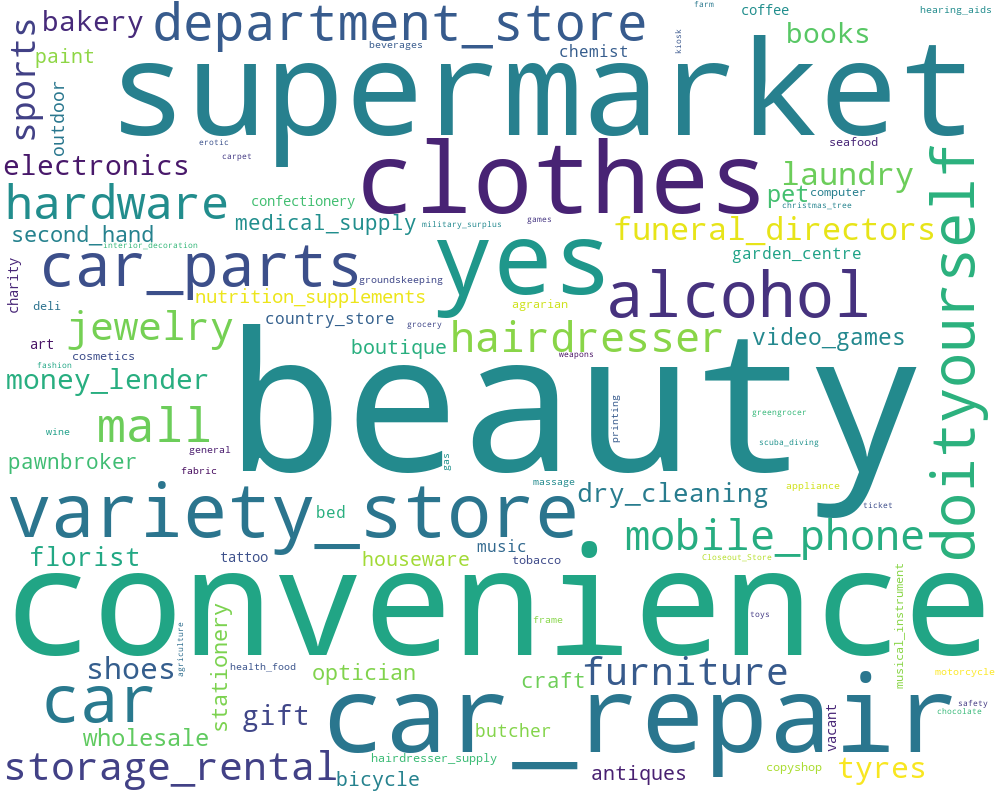 farm
coffee
hearing_aids
bakery
department_store
books
sports
paint
beverages
chemist
kiosk
supermarket
outdoor
erotic
carpet
seafood
electronics
clothes
laundry
doityourself
hardware
confectionery
pet
computer
christmas_tree
medical_supply
military_surplus
games
funeral_directors
second_hand
interior_decoration
yes
garden_centre
charity
car_parts
groundskeeping
alcohol
nutrition_supplements
agrarian
deli
jewelry
country_store
grocery
hairdresser
video_games
art
cosmetics
boutique
weapons
fashion
money_lender
beauty
mall
printing
greengrocer
wine
general
scuba_diving
pawnbroker
fabric
gas
variety_store
massage
dry_cleaning
appliance
bed
ticket
mobile_phone
florist
tattoo
houseware
music
tobacco
Closeout_Store
convenience
musical_instrument
agriculture
stationery
frame
toys
shoes
health_food
optician
craft
furniture
motorcycle
car
gift
car_repair
vacant
safety
chocolate
wholesale
butcher
storage_rental
hairdresser_supply
bicycle
antiques
copyshop
tyres